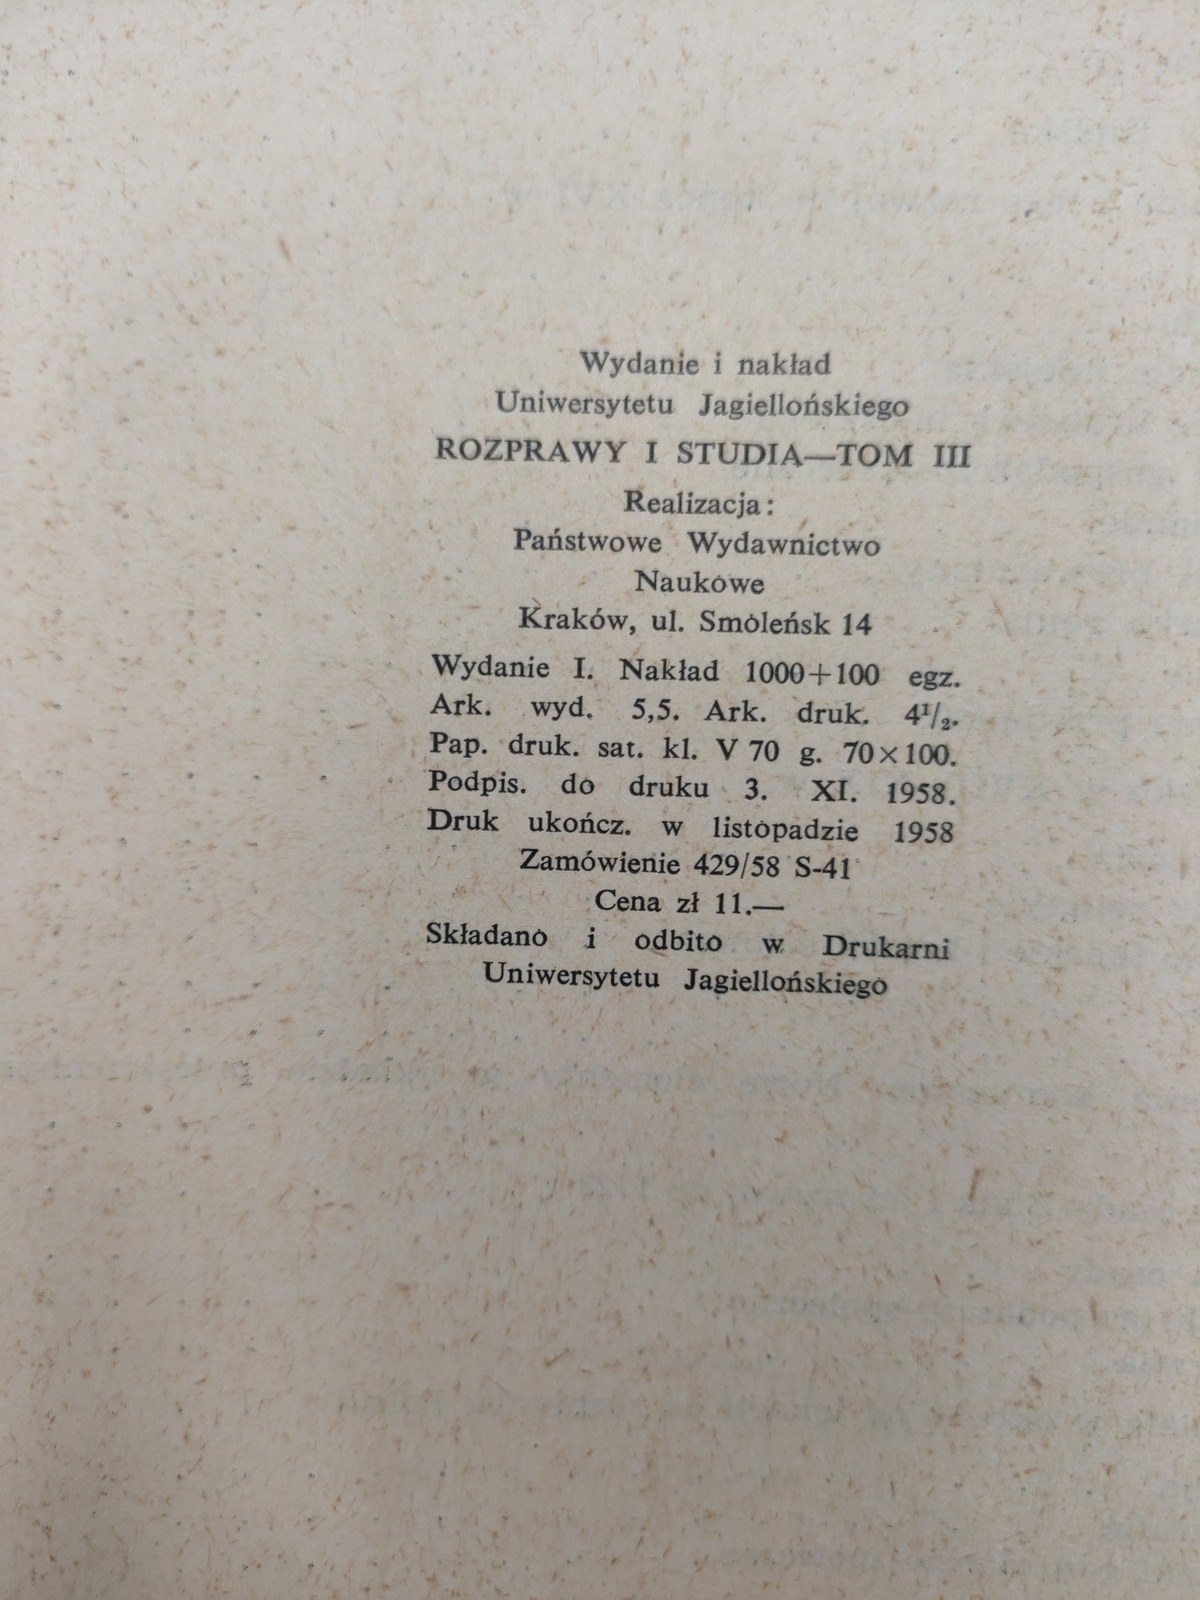 Wydanie i nakład
Uniwersytetu Jagiellońskiego
ROZPRAWY I STUDIA—TOM III
Realizacja:
Państwowe Wydawnictwo
Naukowe
Kraków, ul. Smoleńsk 14
Wydanie I. Nakład 1000+100 egz.
Ark. wyd. 5,5. Ark. druk. 4¹/₂.
Pap. druk. sat. kl. V 70 g. 70×100.
Podpis. do druku 3. XI. 1958.
Druk ukończ. w listopadzie 1958
Zamówienie 429/58 S-41
Cena zł 11.—
Składano i odbito w Drukarni
Uniwersytetu Jagiellońskiego